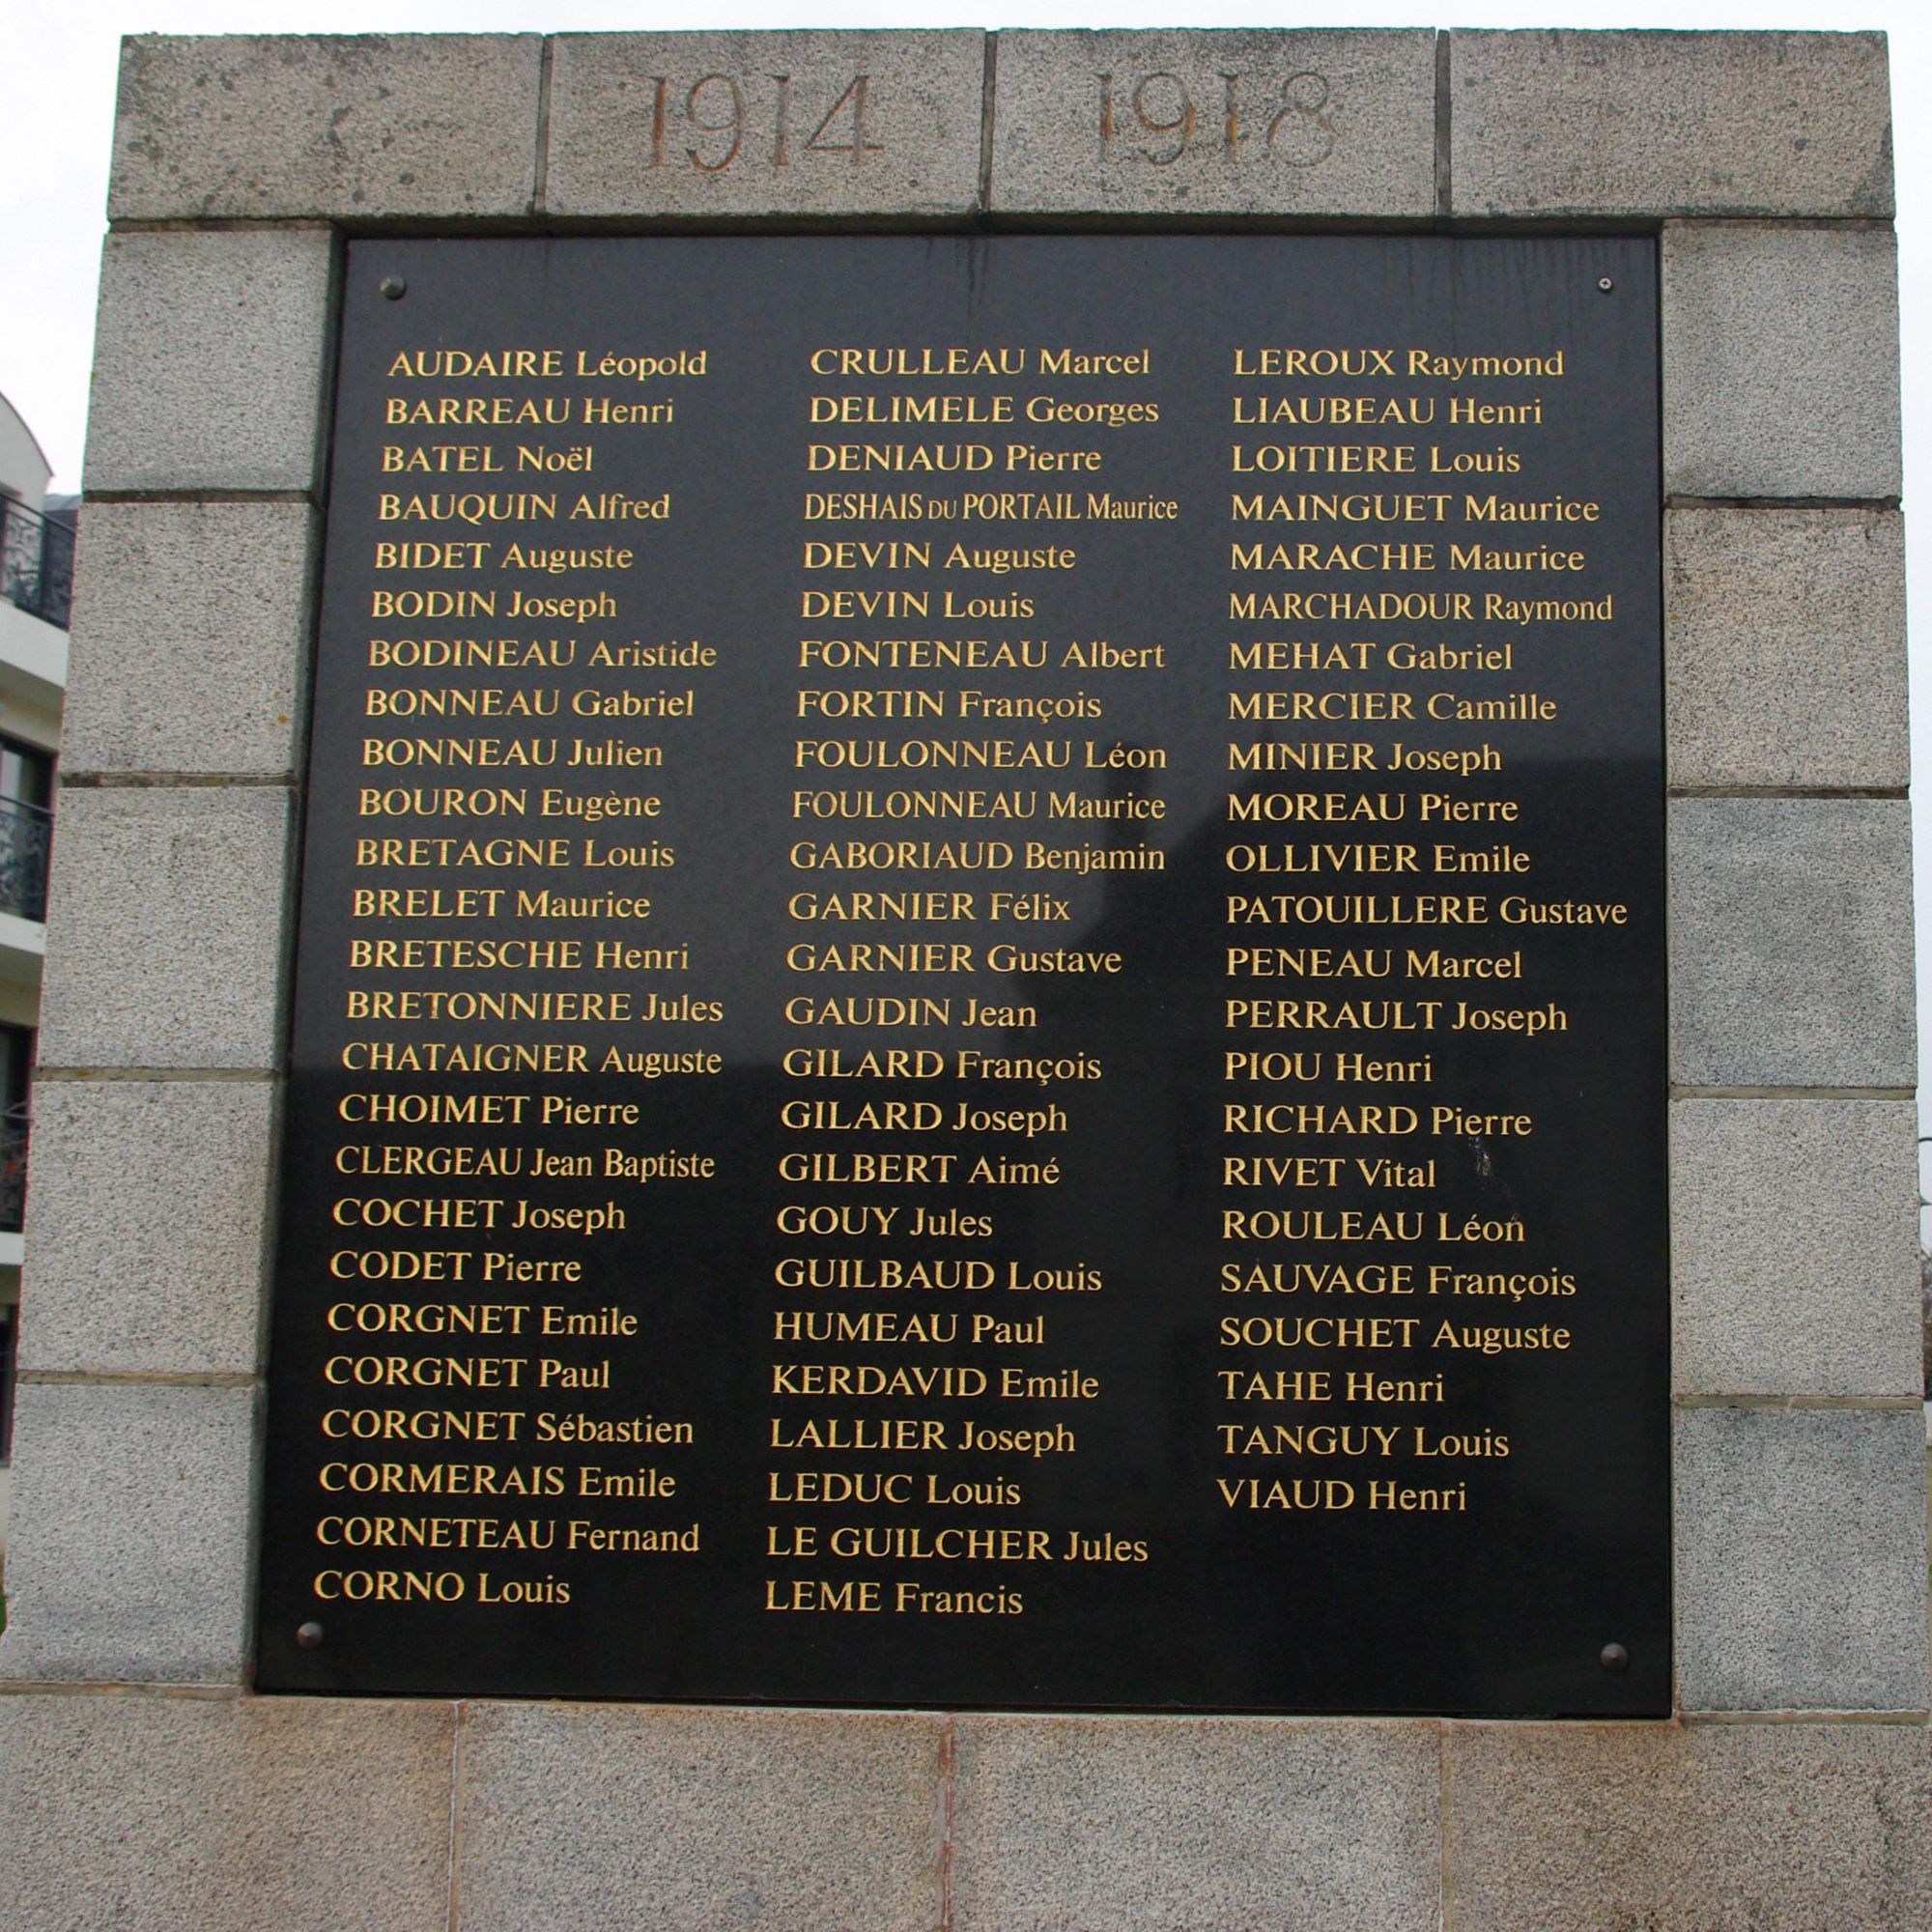 1914 1918
AUDAIRE Léopold
BARREAU Henri
BATEL Noël
BAUQUIN Alfred
BIDET Auguste
BODIN Joseph
BODINEAU Aristide
BONNEAU Gabriel
BONNEAU Julien
BOURON Eugène
BRETAGNE Louis
BRELET Maurice
BRETESCHE Henri
BRETONNIERE Jules
CHATAIGNER Auguste
CHOIMET Pierre
CLERGEAU Jean Baptiste
COCHET Joseph
CODET Pierre
CORGNET Emile
CORGNET Paul
CORGNET Sébastien
CORMERAIS Emile
CORNETEAU Fernand
CORNO Louis
CRULLEAU Marcel
DELIMELE Georges
DENIAUD Pierre
DESHAIS DU PORTAIL Maurice
DEVIN Auguste
DEVIN Louis
FONTENEAU Albert
FORTIN François
FOULONNEAU Léon
FOULONNEAU Maurice
GABORIAUD Benjamin
GARNIER Félix
GARNIER Gustave
GAUDIN Jean
GILARD François
GILARD Joseph
GILBERT Aimé
GOUY Jules
GUILBAUD Louis
HUMEAU Paul
KERDAVID Emile
LALLIER Joseph
LEDUC Louis
LE GUILCHER Jules
LEME Francis
LEROUX Raymond
LIAUBEAU Henri
LOITIERE Louis
MAINGUET Maurice
MARACHE Maurice
MARCHADOUR Raymond
MEHAT Gabriel
MERCIER Camille
MINIER Joseph
MOREAU Pierre
OLLIVIER Emile
PATOUILLERE Gustave
PENEAU Marcel
PERRAULT Joseph
PIOU Henri
RICHARD Pierre
RIVET Vital
ROULEAU Léon
SAUVAGE François
SOUCHET Auguste
TAHE Henri
TANGUY Louis
VIAUD Henri